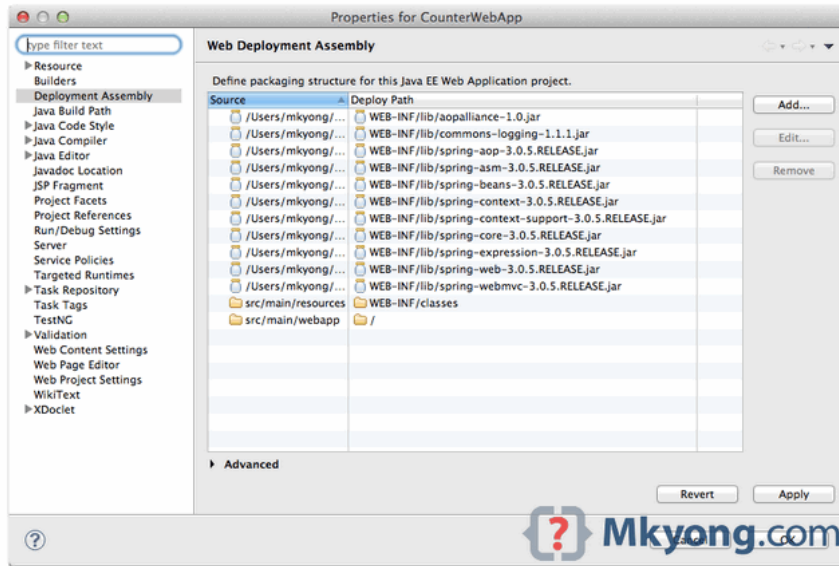 Properties for CounterWebApp
type filter text
Resource
Builders
Deployment Assembly
Java Build Path
Java Code Style
Java Compiler
Java Editor
Javadoc Location
JSP Fragment
Project Facets
Project References
Run/Debug Settings
Server
Service Policies
Targeted Runtimes
Task Repository
Task Tags
TestNG
Validation
Web Content Settings
Web Page Editor
Web Project Settings
WikiText
XDoclet
Web Deployment Assembly
Define packaging structure for this Java EE Web Application project.
Source Deploy Path
/Users/mkyong/... WEB-INF/lib/aopalliance-1.0.jar
/Users/mkyong/... WEB-INF/lib/commons-logging-1.1.1.jar
/Users/mkyong/... WEB-INF/lib/spring-aop-3.0.5.RELEASE.jar
/Users/mkyong/... WEB-INF/lib/spring-asm-3.0.5.RELEASE.jar
/Users/mkyong/... WEB-INF/lib/spring-beans-3.0.5.RELEASE.jar
/Users/mkyong/... WEB-INF/lib/spring-context-3.0.5.RELEASE.jar
/Users/mkyong/... WEB-INF/lib/spring-context-support-3.0.5.RELEASE.jar
/Users/mkyong/... WEB-INF/lib/spring-core-3.0.5.RELEASE.jar
/Users/mkyong/... WEB-INF/lib/spring-expression-3.0.5.RELEASE.jar
/Users/mkyong/... WEB-INF/lib/spring-web-3.0.5.RELEASE.jar
/Users/mkyong/... WEB-INF/lib/spring-webmvc-3.0.5.RELEASE.jar
src/main/resources WEB-INF/classes
src/main/webapp /
Add...
Edit...
Remove
Advanced
Revert Apply
Cancel OK
Mkyong.com